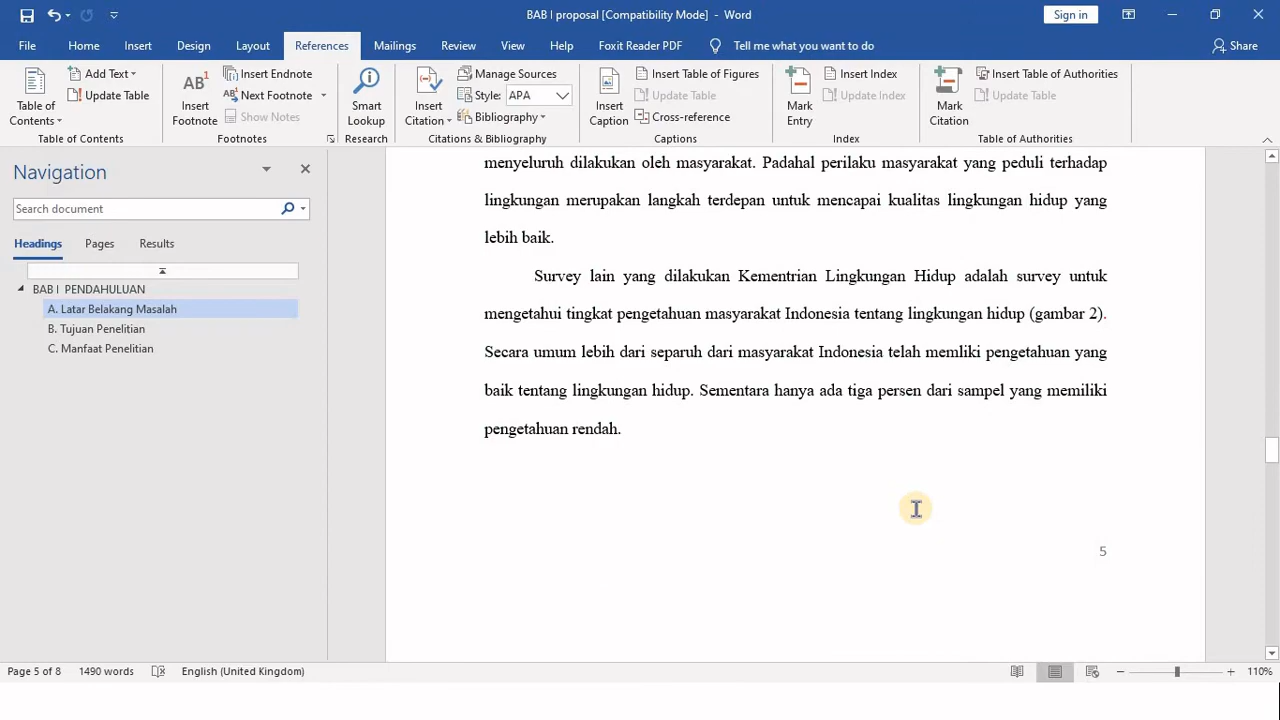 BAB I proposal [Compatibility Mode] - Word
Sign in
File Home Insert Design Layout References Mailings Review View Help Foxit Reader PDF Tell me what you want to do Share
Table of Contents
Add Text
Update Table
Table of Contents
AB1
Insert Footnote
Insert Endnote
AB1 Next Footnote
Show Notes
Footnotes
Smart Lookup
Research
Insert Citation
Manage Sources
Style: APA
Bibliography
Citations & Bibliography
Insert Caption
Insert Table of Figures
Update Table
Cross-reference
Captions
Mark Entry
Insert Index
Update Index
Index
Mark Citation
Insert Table of Authorities
Update Table
Table of Authorities
Navigation
Search document
Headings Pages Results
BAB I PENDAHULUAN
A. Latar Belakang Masalah
B. Tujuan Penelitian
C. Manfaat Penelitian
menyeluruh dilakukan oleh masyarakat. Padahal perilaku masyarakat yang peduli terhadap
lingkungan merupakan langkah terdepan untuk mencapai kualitas lingkungan hidup yang
lebih baik.
Survey lain yang dilakukan Kementrian Lingkungan Hidup adalah survey untuk
mengetahui tingkat pengetahuan masyarakat Indonesia tentang lingkungan hidup (gambar 2).
Secara umum lebih dari separuh dari masyarakat Indonesia telah memliki pengetahuan yang
baik tentang lingkungan hidup. Sementara hanya ada tiga persen dari sampel yang memiliki
pengetahuan rendah.
5
Page 5 of 8 1490 words English (United Kingdom) 110%